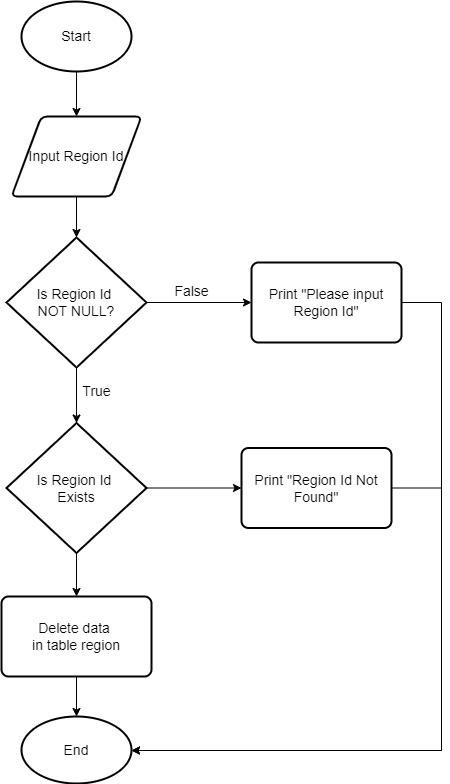 Start
Input Region Id
Is Region Id
NOT NULL?
False
Print "Please input
Region Id"
True
Is Region Id
Exists
Print "Region Id Not
Found"
Delete data
in table region
End